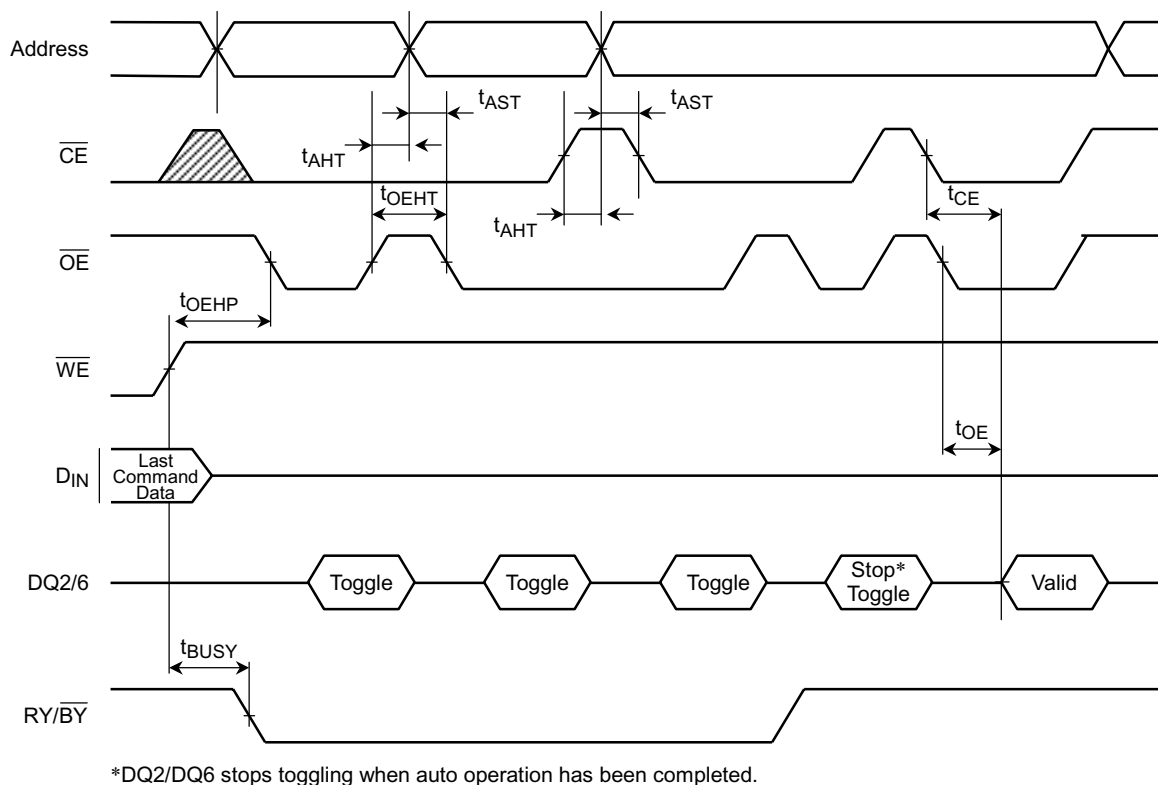 Address
tAST
tAST
CE
tAHT
tOEHT
tCE
tAHT
OE
tOEHP
WE
tOE
DIN
Last
Command
Data
DQ2/6
Toggle
Toggle
Toggle
Stop*
Toggle
Valid
tBUSY
RY/BY
*DQ2/DQ6 stops toggling when auto operation has been completed.